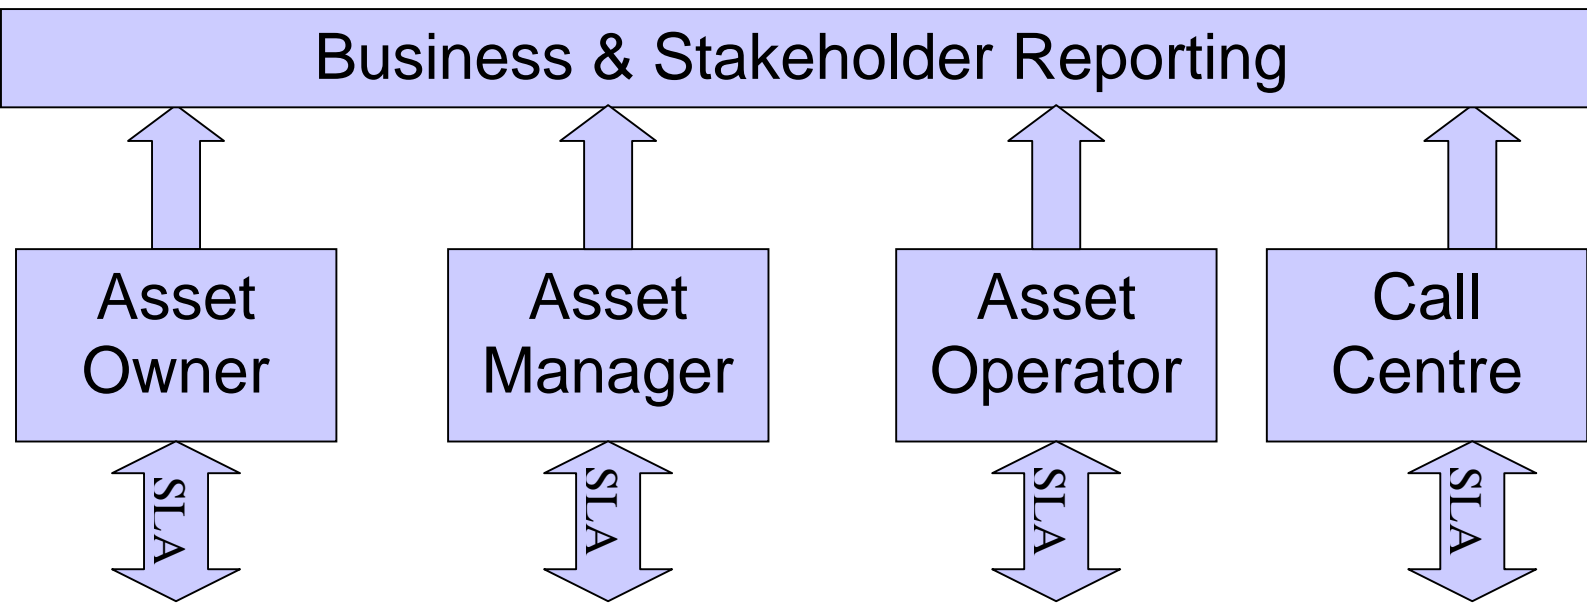 Business & Stakeholder Reporting
Asset
Owner
Asset
Manager
Asset
Operator
Call
Centre
SLA
SLA
SLA
SLA